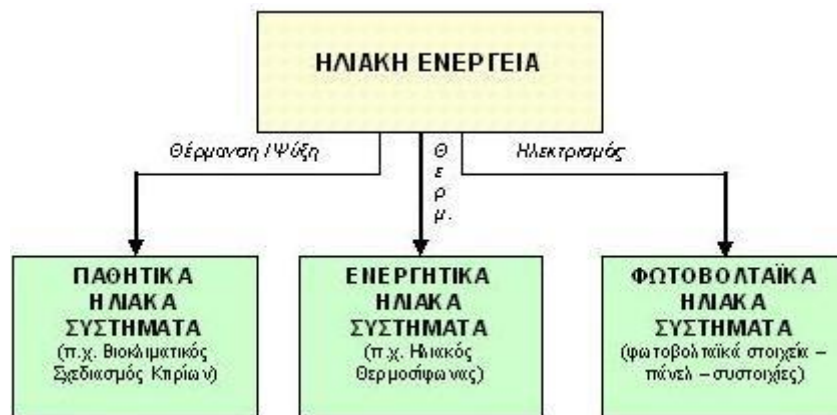 ΗΛΙΑΚΗ ΕΝΕΡΓΕΙΑ
Θέρμανση /Ψύξη
Θερμ.
Ηλεκτρισμός
ΠΑΘΗΤΙΚΑ
ΗΛΙΑΚΑ
ΣΥΣΤΗΜΑΤΑ
(π.χ. Βιοκλιματικός
Σχεδιασμός Κτιρίων)
ΕΝΕΡΓΗΤΙΚΑ
ΗΛΙΑΚΑ
ΣΥΣΤΗΜΑΤΑ
(π.χ. Ηλιακός
Θερμοσίφωνας)
ΦΩΤΟΒΟΛΤΑΪΚΑ
ΗΛΙΑΚΑ
ΣΥΣΤΗΜΑΤΑ
(φωτοβολταϊκά στοιχεία –
πάνελ – συστοιχίες)